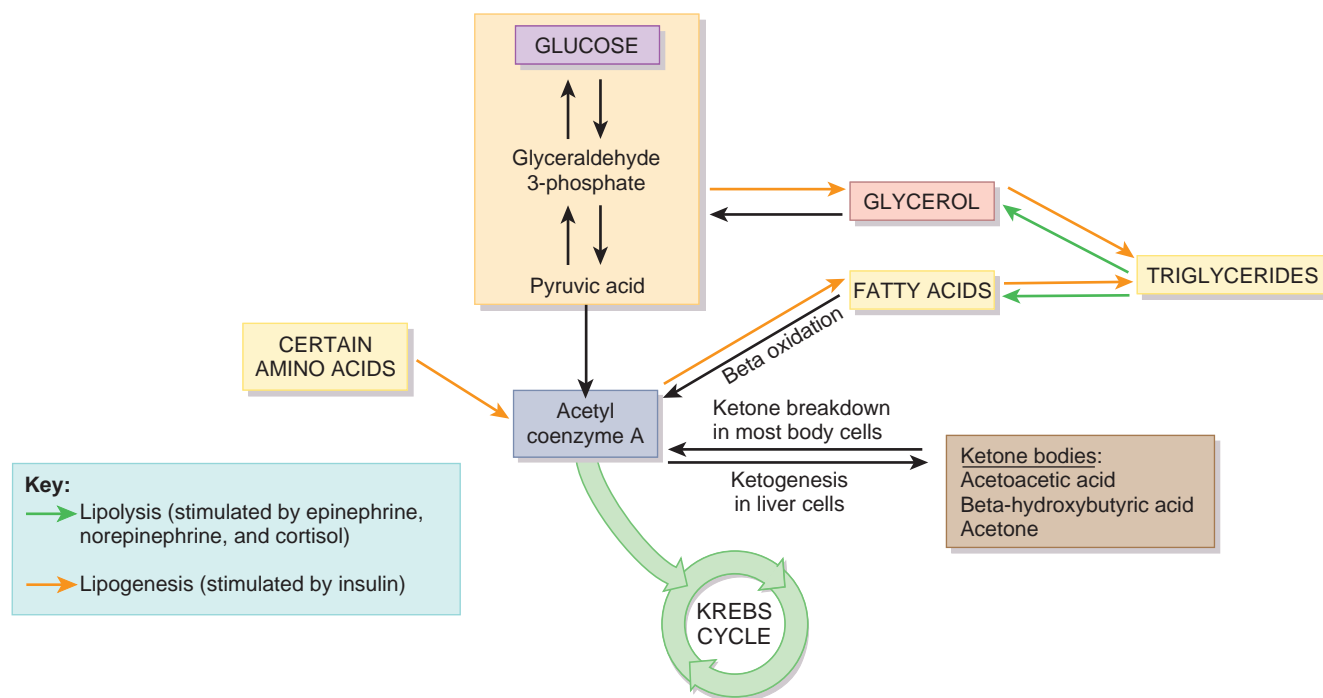 GLUCOSE
Glyceraldehyde
3-phosphate
Pyruvic acid
GLYCEROL
FATTY ACIDS
TRIGLYCERIDES
Beta oxidation
CERTAIN
AMINO ACIDS
Acetyl
coenzyme A
Ketone breakdown
in most body cells
Ketogenesis
in liver cells
Ketone bodies:
Acetoacetic acid
Beta-hydroxybutyric acid
Acetone
Key:
Lipolysis (stimulated by epinephrine,
norepinephrine, and cortisol)
Lipogenesis (stimulated by insulin)
KREBS
CYCLE